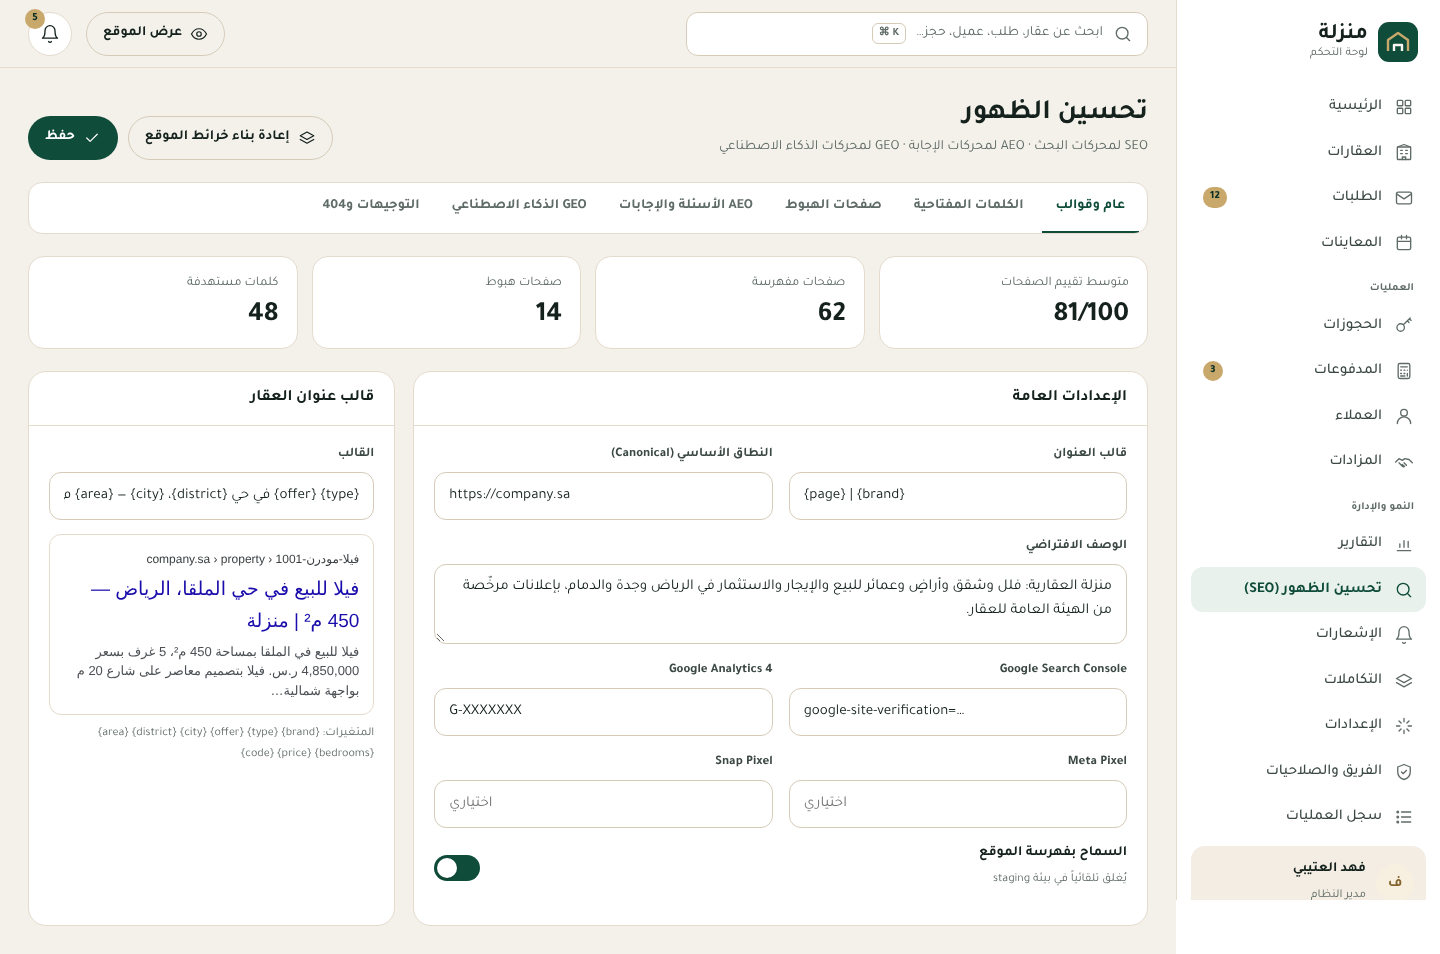 منزلة
لوحة التحكم
الرئيسية
العقارات
الطلبات
12
المعاينات
العمليات
الحجوزات
المدفوعات
3
العملاء
المزادات
النمو والإدارة
التقارير
تحسين الظهور (SEO)
الإشعارات
التكاملات
الإعدادات
الفريق والصلاحيات
سجل العمليات
ف
فهد العتيبي
مدير النظام
ابحث عن عقار، طلب، عميل، حجز…
⌘ K
عرض الموقع
5
تحسين الظهور
SEO لمحركات البحث · AEO لمحركات الإجابة · GEO لمحركات الذكاء الاصطناعي
إعادة بناء خرائط الموقع
حفظ
عام وقوالب
الكلمات المفتاحية
صفحات الهبوط
AEO الأسئلة والإجابات
GEO الذكاء الاصطناعي
التوجيهات و404
متوسط تقييم الصفحات
81/100
صفحات مفهرسة
62
صفحات هبوط
14
كلمات مستهدفة
48
الإعدادات العامة
قالب العنوان
{page} | {brand}
النطاق الأساسي (Canonical)
https://company.sa
الوصف الافتراضي
منزلة العقارية: فلل وشقق وأراضٍ وعمائر للبيع والإيجار والاستثمار في الرياض وجدة والدمام، بإعلانات مرخّصة
من الهيئة العامة للعقار.
Google Search Console
google-site-verification=…
Google Analytics 4
G-XXXXXXX
Meta Pixel
اختياري
Snap Pixel
اختياري
السماح بفهرسة الموقع
يُغلق تلقائياً في بيئة staging
قالب عنوان العقار
القالب
{type} {offer} في حي {district}، {city} — {area} م
company.sa › property › فيلا-مودرن-1001
فيلا للبيع في حي الملقا، الرياض —
450 م² | منزلة
فيلا للبيع في الملقا بمساحة 450 م²، 5 غرف بسعر
4,850,000 ر.س. فيلا بتصميم معاصر على شارع 20 م
بواجهة شمالية…
المتغيرات: {brand} {type} {offer} {city} {district} {area}
{bedrooms} {price} {code}